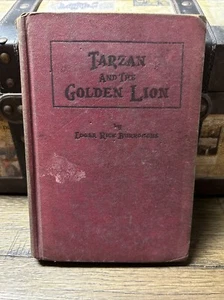 TARZAN
AND THE
GOLDEN LION
by
EDGAR RICE BURROUGHS